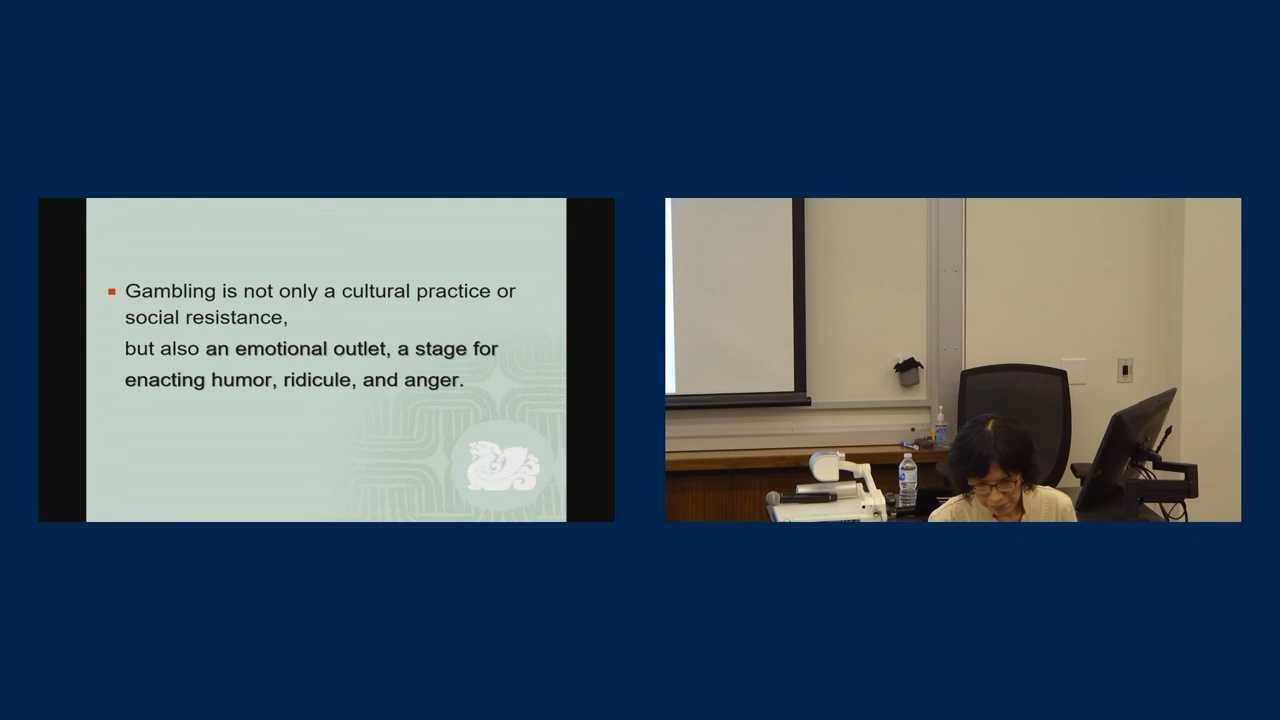 Gambling is not only a cultural practice or
social resistance,
but also an emotional outlet, a stage for
enacting humor, ridicule, and anger.